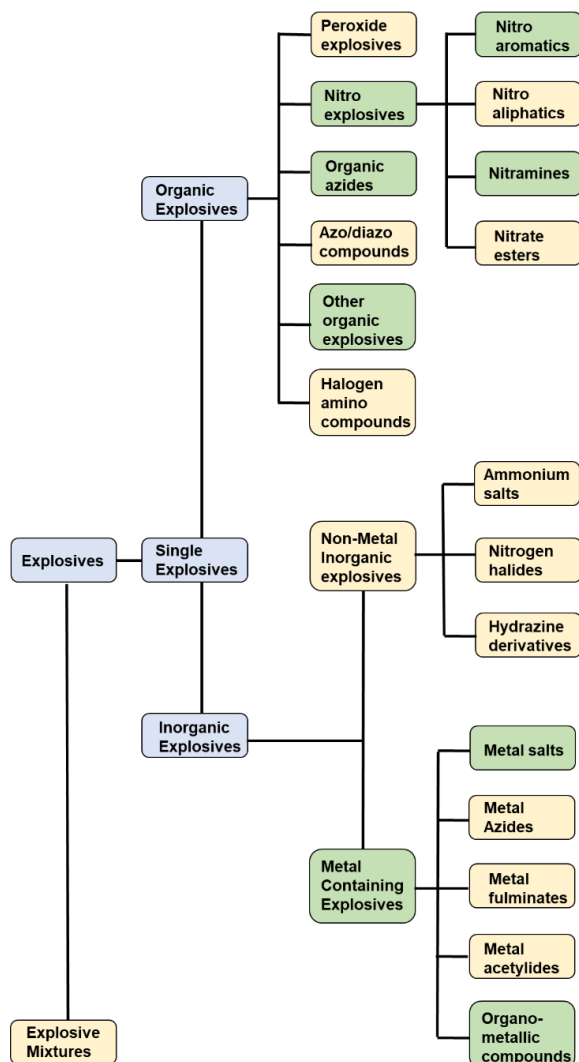 Peroxide
explosives
Nitro
explosives
Organic
azides
Azo/diazo
compounds
Other
organic
explosives
Halogen
amino
compounds
Nitro
aromatics
Nitro
aliphatics
Nitramines
Nitrate
esters
Organic
Explosives
Explosives
Single
Explosives
Inorganic
Explosives
Non-Metal
Inorganic
explosives
Ammonium
salts
Nitrogen
halides
Hydrazine
derivatives
Metal
Containing
Explosives
Metal salts
Metal
Azides
Metal
fulminates
Metal
acetylides
Organo-
metallic
compounds
Explosive
Mixtures